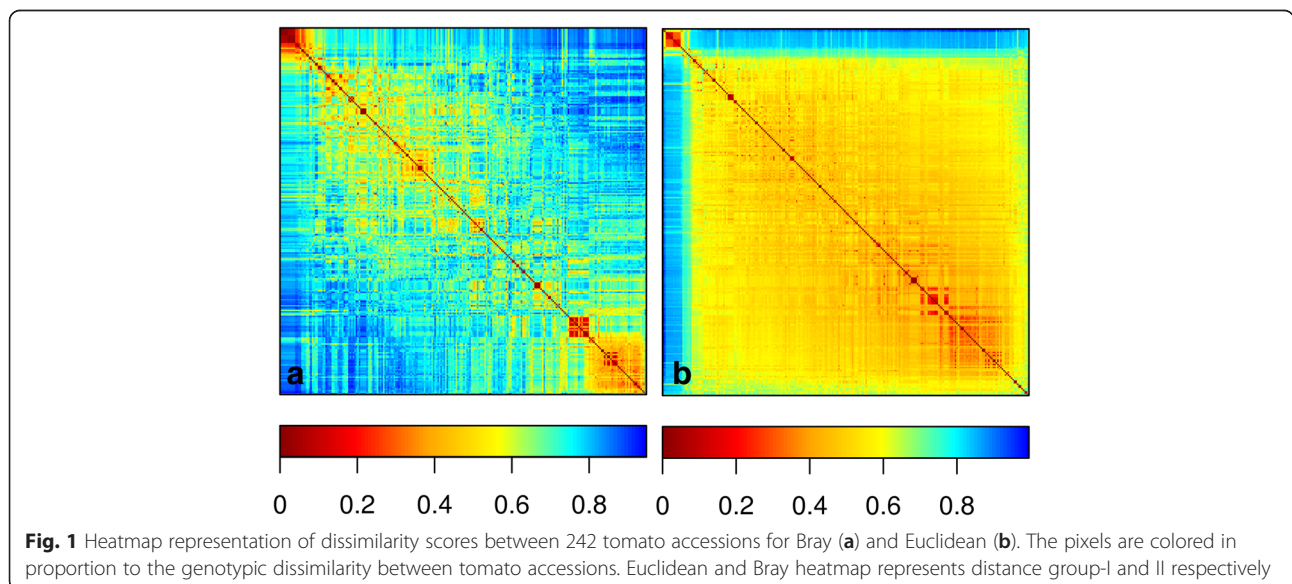 a
b
0 0.2 0.4 0.6 0.8
0 0.2 0.4 0.6 0.8
Fig. 1 Heatmap representation of dissimilarity scores between 242 tomato accessions for Bray (a) and Euclidean (b). The pixels are colored in
proportion to the genotypic dissimilarity between tomato accessions. Euclidean and Bray heatmap represents distance group-I and II respectively